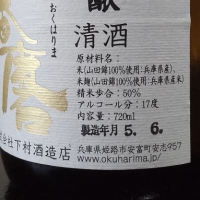 おくはりま
清酒
原材料名:
米(山田錦100%使用:兵庫県産)、
米麹(山田錦100%使用:兵庫県産米)
精米歩合:50%
アルコール分:17度
内容量:720ml
製造年月 5. 6.
下村酒造店
兵庫県姫路市安富町安志957
www.okuharima.jp/